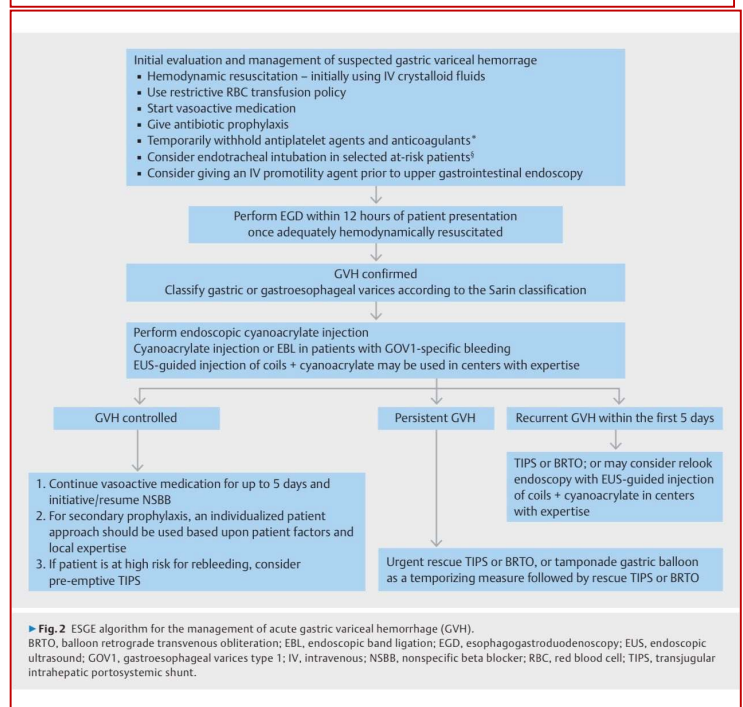 Initial evaluation and management of suspected gastric variceal hemorrhage
▪ Hemodynamic resuscitation – initially using IV crystalloid fluids
▪ Use restrictive RBC transfusion policy
▪ Start vasoactive medication
▪ Give antibiotic prophylaxis
▪ Temporarily withhold antiplatelet agents and anticoagulants*
▪ Consider endotracheal intubation in selected at-risk patients§
▪ Consider giving an IV promotility agent prior to upper gastrointestinal endoscopy
Perform EGD within 12 hours of patient presentation
once adequately hemodynamically resuscitated
GVH confirmed
Classify gastric or gastroesophageal varices according to the Sarin classification
Perform endoscopic cyanoacrylate injection
Cyanoacrylate injection or EBL in patients with GOV1-specific bleeding
EUS-guided injection of coils + cyanoacrylate may be used in centers with expertise
GVH controlled
Persistent GVH
Recurrent GVH within the first 5 days
1. Continue vasoactive medication for up to 5 days and
initiative/resume NSBB
2. For secondary prophylaxis, an individualized patient
approach should be used based upon patient factors and
local expertise
3. If patient is at high risk for rebleeding, consider
pre-emptive TIPS
Urgent rescue TIPS or BRTO, or tamponade gastric balloon
as a temporizing measure followed by rescue TIPS or BRTO
TIPS or BRTO; or may consider relook
endoscopy with EUS-guided injection
of coils + cyanoacrylate in centers
with expertise
►Fig. 2 ESGE algorithm for the management of acute gastric variceal hemorrhage (GVH).
BRTO, balloon retrograde transvenous obliteration; EBL, endoscopic band ligation; EGD, esophagogastroduodenoscopy; EUS, endoscopic
ultrasound; GOV1, gastroesophageal varices type 1; IV, intravenous; NSBB, nonspecific beta blocker; RBC, red blood cell; TIPS, transjugular
intrahepatic portosystemic shunt.